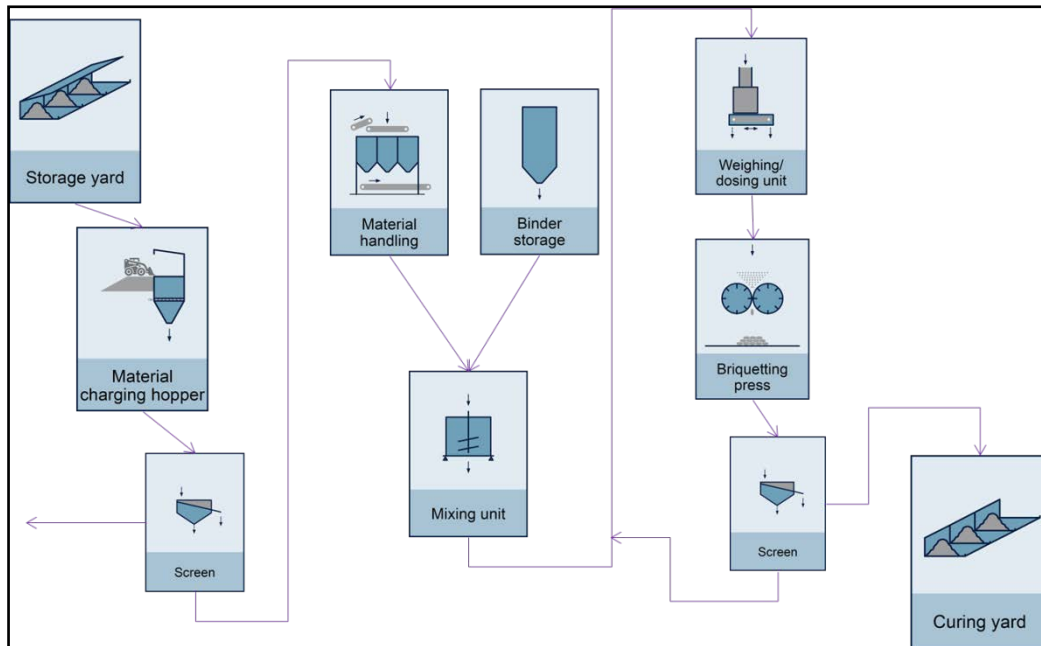 Storage yard
Material
charging hopper
Screen
Material
handling
Binder
storage
Mixing unit
Weighing/
dosing unit
Briquetting
press
Screen
Curing yard